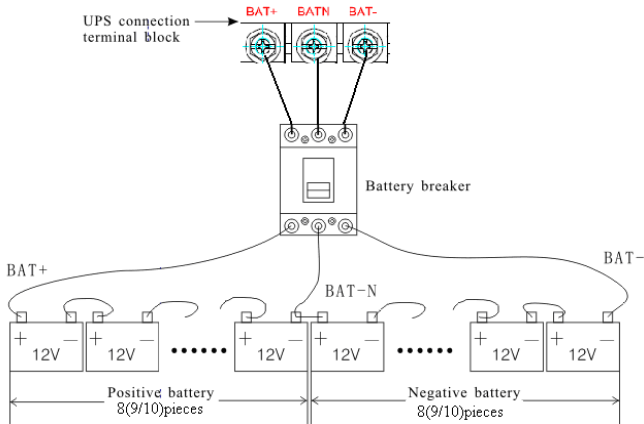 UPS connection
terminal block
BAT+ BATN BAT-
Battery breaker
BAT+
BAT-N
BAT-
+ - + - + - + - + - + -
12V 12V 12V 12V 12V 12V
Positive battery
8(9/10)pieces
Negative battery
8(9/10)pieces